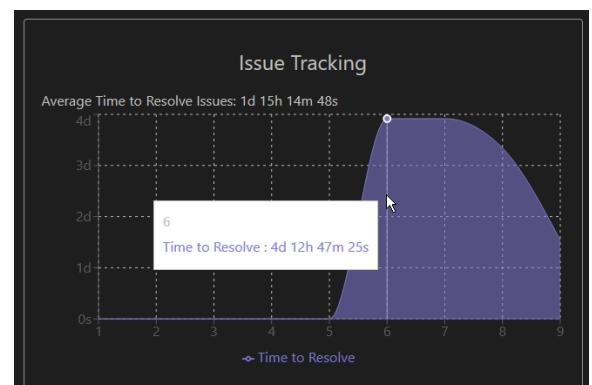 Issue Tracking
Average Time to Resolve Issues: 1d 15h 14m 48s
4d
3d
2d
1d
0s
6
Time to Resolve : 4d 12h 47m 25s
1 2 3 4 5 6 7 8 9
Time to Resolve